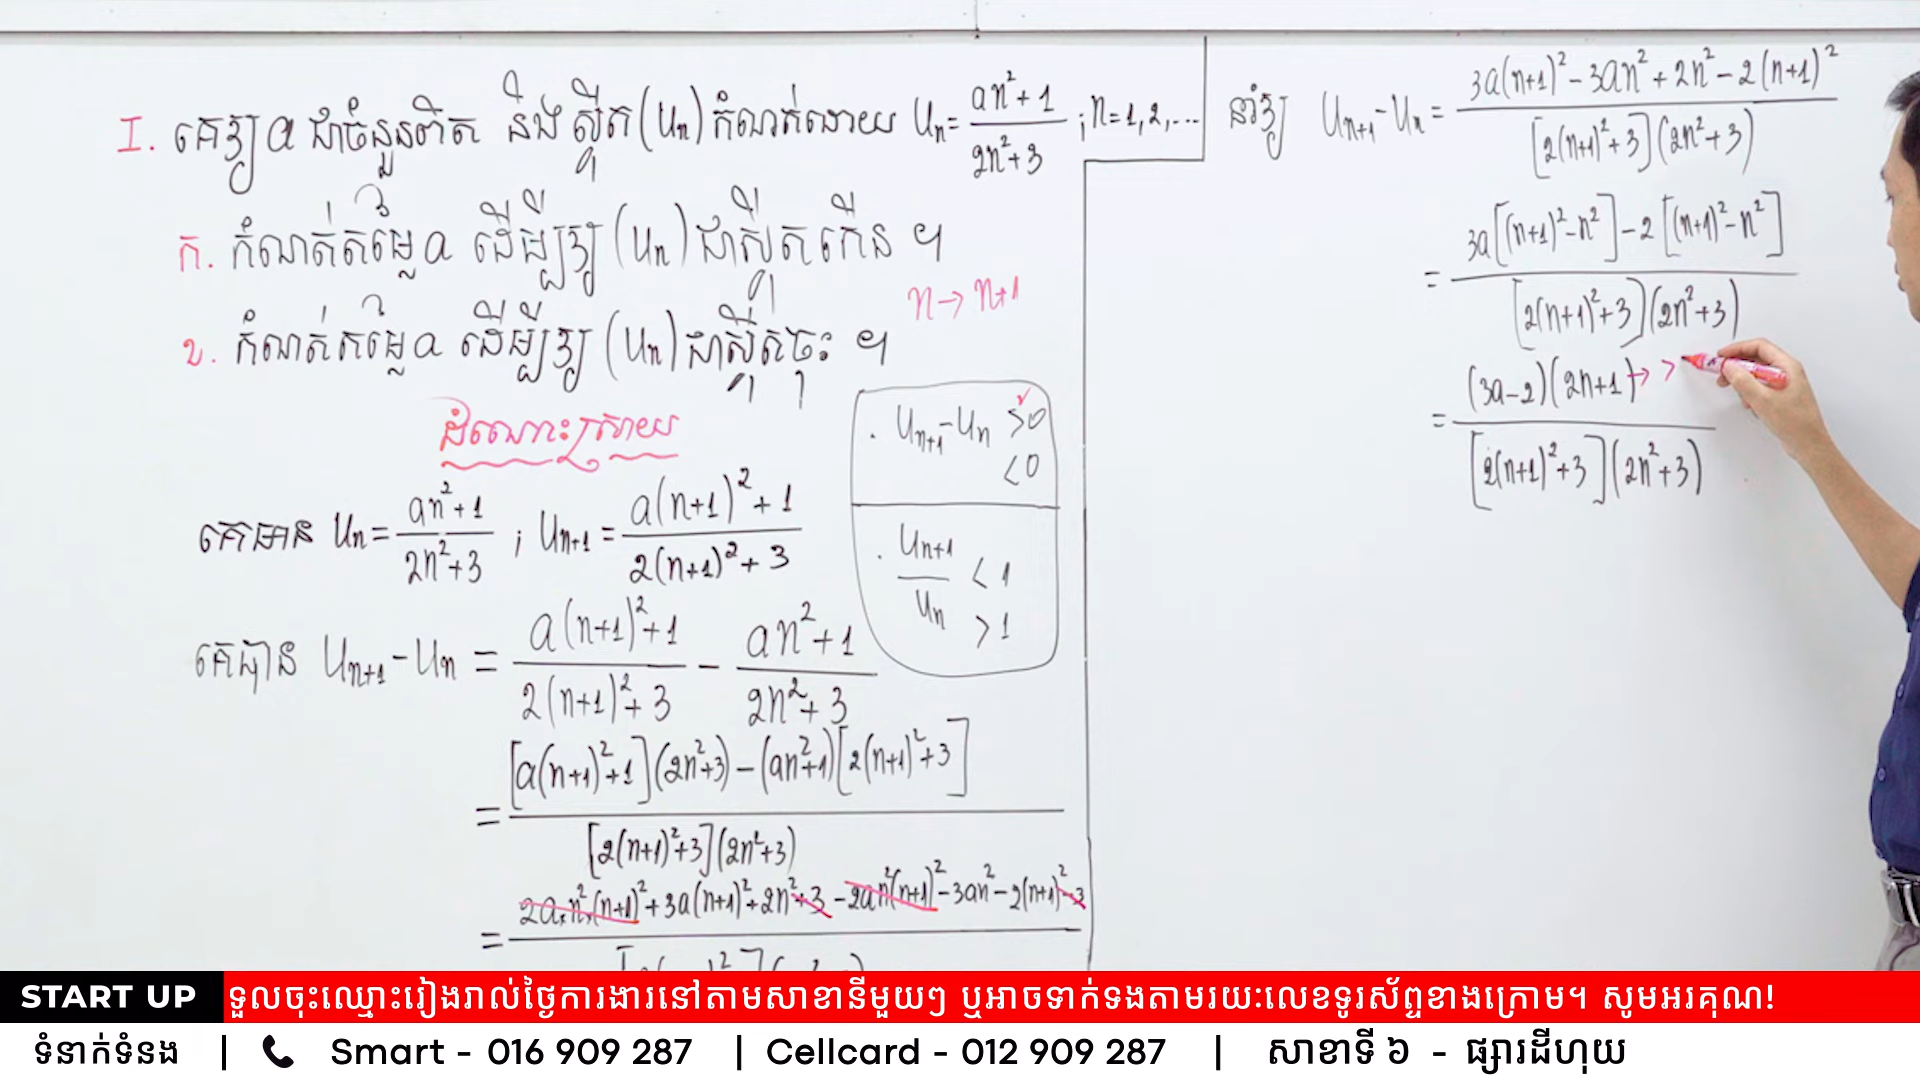 I. គេឲ្យ a ជាចំនួនពិត និង ស្វ៊ីត (Un) កំណត់ដោយ Un = (an²+1)/(2n²+3) ; n=1,2,...
ក. កំណត់តម្លៃ a ដើម្បីឲ្យ (Un) ជាស្វ៊ីតកើន ។
n → n+1
ខ. កំណត់តម្លៃ a ដើម្បីឲ្យ (Un) ជាស្វ៊ីតចុះ ។
ដំណោះស្រាយ
គេមាន Un = (an²+1)/(2n²+3) ; Un+1 = (a(n+1)²+1)/(2(n+1)²+3)
គេបាន Un+1 - Un = (a(n+1)²+1)/(2(n+1)²+3) - (an²+1)/(2n²+3)
= ([a(n+1)²+1](2n²+3) - (an²+1)[2(n+1)²+3])/([2(n+1)²+3](2n²+3))
= 2a.n².(n+1)²+3a(n+1)²+2n²+3 - 2an²(n+1)² - 3an² - 2(n+1)² - 3
. Un+1 - Un > 0
< 0
. Un+1/Un < 1
> 1
នាំឲ្យ Un+1 - Un = (3a(n+1)² - 3an² + 2n² - 2(n+1)²)/([2(n+1)²+3](2n²+3))
= (3a[(n+1)² - n²] - 2[(n+1)² - n²])/([2(n+1)²+3](2n²+3))
= ((3a-2)(2n+1))/([2(n+1)²+3](2n²+3)) → >
START UP ទួលចុះឈ្មោះរៀងរាល់ថ្ងៃការងារនៅតាមសាខានីមួយៗ ឬអាចទាក់ទងតាមរយៈលេខទូរស័ព្ទខាងក្រោម។ សូមអរគុណ!
ទំនាក់ទំនង | Smart - 016 909 287 | Cellcard - 012 909 287 | សាខាទី ៦ - ផ្សារដីហុយ